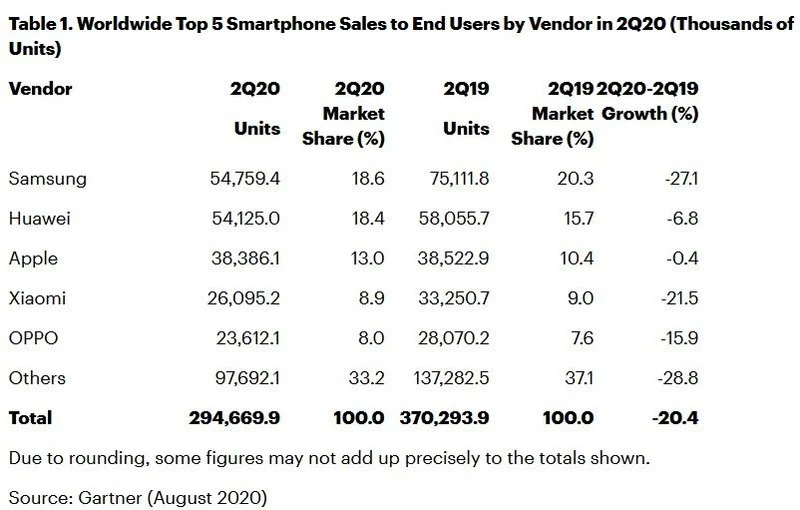 Table 1. Worldwide Top 5 Smartphone Sales to End Users by Vendor in 2Q20 (Thousands of
Units)
Vendor 2Q20 2Q20 2Q19 2Q19 2Q20-2Q19
Market Market Growth (%)
Units Units
Share (%) Share (%)
Samsung 54,759.4 18.6 75,111.8 20.3 -27.1
Huawei 54,125.0 18.4 58,055.7 15.7 -6.8
Apple 38,386.1 13.0 38,522.9 10.4 -0.4
Xiaomi 26,095.2 8.9 33,250.7 9.0 -21.5
OPPO 23,612.1 8.0 28,070.2 7.6 -15.9
Others 97,692.1 33.2 137,282.5 37.1 -28.8
Total 294,669.9 100.0 370,293.9 100.0 -20.4
Due to rounding, some figures may not add up precisely to the totals shown.
Source: Gartner (August 2020)